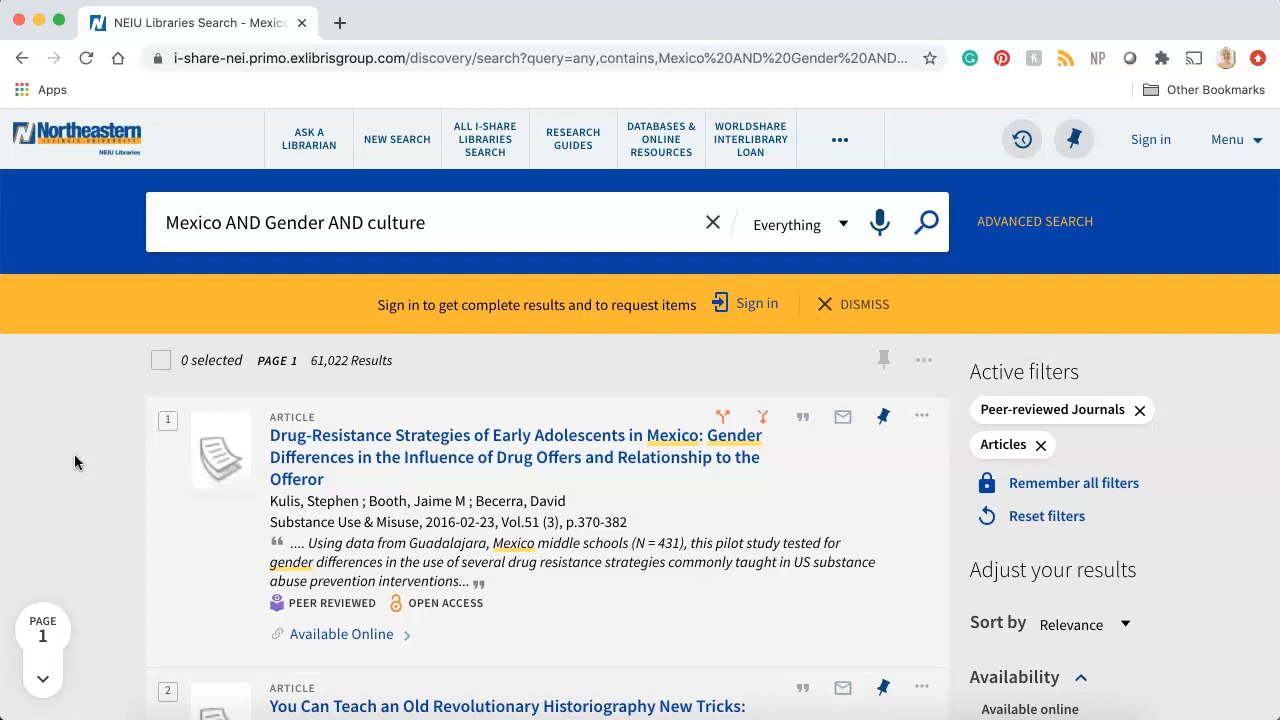 NEIU Libraries Search - Mexico
i-share-nei.primo.exlibrisgroup.com/discovery/search?query=any,contains,Mexico%20AND%20Gender%20AND...
NP
Apps
Other Bookmarks
Northeastern
ILLINOIS UNIVERSITY
NEIU Libraries
ASK A
LIBRARIAN
NEW SEARCH
ALL I-SHARE
LIBRARIES
SEARCH
RESEARCH
GUIDES
DATABASES &
ONLINE
RESOURCES
WORLDSHARE
INTERLIBRARY
LOAN
Sign in
Menu
Mexico AND Gender AND culture
Everything
ADVANCED SEARCH
Sign in to get complete results and to request items
Sign in
DISMISS
0 selected
PAGE 1
61,022 Results
1
ARTICLE
Drug-Resistance Strategies of Early Adolescents in Mexico: Gender
Differences in the Influence of Drug Offers and Relationship to the
Offeror
Kulis, Stephen ; Booth, Jaime M ; Becerra, David
Substance Use & Misuse, 2016-02-23, Vol.51 (3), p.370-382
“ .... Using data from Guadalajara, Mexico middle schools (N = 431), this pilot study tested for
gender differences in the use of several drug resistance strategies commonly taught in US substance
abuse prevention interventions... ”
PEER REVIEWED
OPEN ACCESS
Available Online
2
ARTICLE
You Can Teach an Old Revolutionary Historiography New Tricks:
Active filters
Peer-reviewed Journals
Articles
Remember all filters
Reset filters
Adjust your results
Sort by Relevance
Availability
Available online
PAGE
1